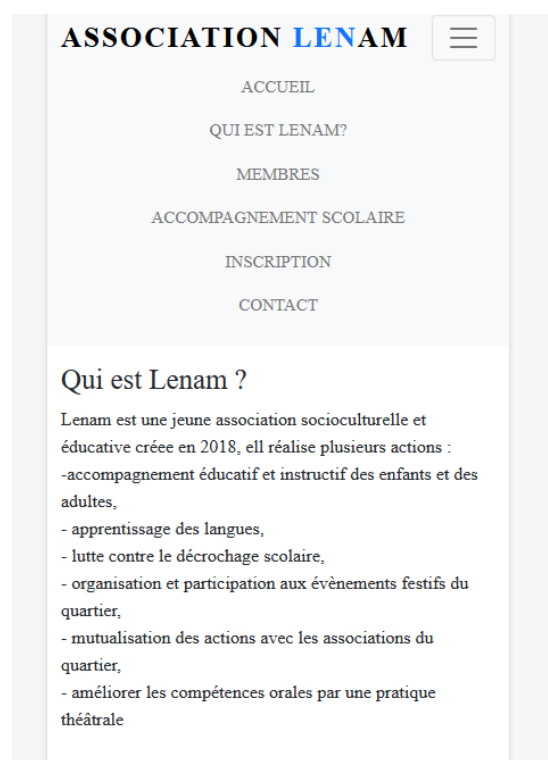 ASSOCIATION LENAM
ACCUEIL
QUI EST LENAM?
MEMBRES
ACCOMPAGNEMENT SCOLAIRE
INSCRIPTION
CONTACT
Qui est Lenam ?
Lenam est une jeune association socioculturelle et
éducative créee en 2018, ell réalise plusieurs actions :
-accompagnement éducatif et instructif des enfants et des
adultes,
- apprentissage des langues,
- lutte contre le décrochage scolaire,
- organisation et participation aux évènements festifs du
quartier,
- mutualisation des actions avec les associations du
quartier,
- améliorer les compétences orales par une pratique
théâtrale